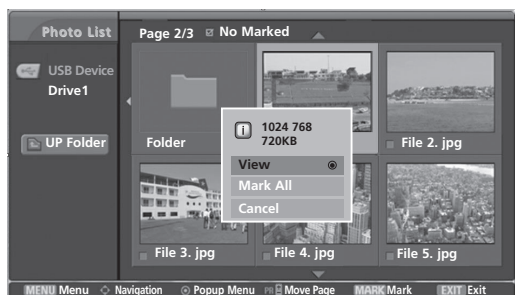 Photo List
Page 2/3 No Marked
USB Device
Drive1
UP Folder
Folder
File 2. jpg
1024 768
720KB
View
Mark All
Cancel
File 3. jpg
File 4. jpg
File 5. jpg
MENU Menu Navigation Popup Menu PR Move Page MARK Mark EXIT Exit